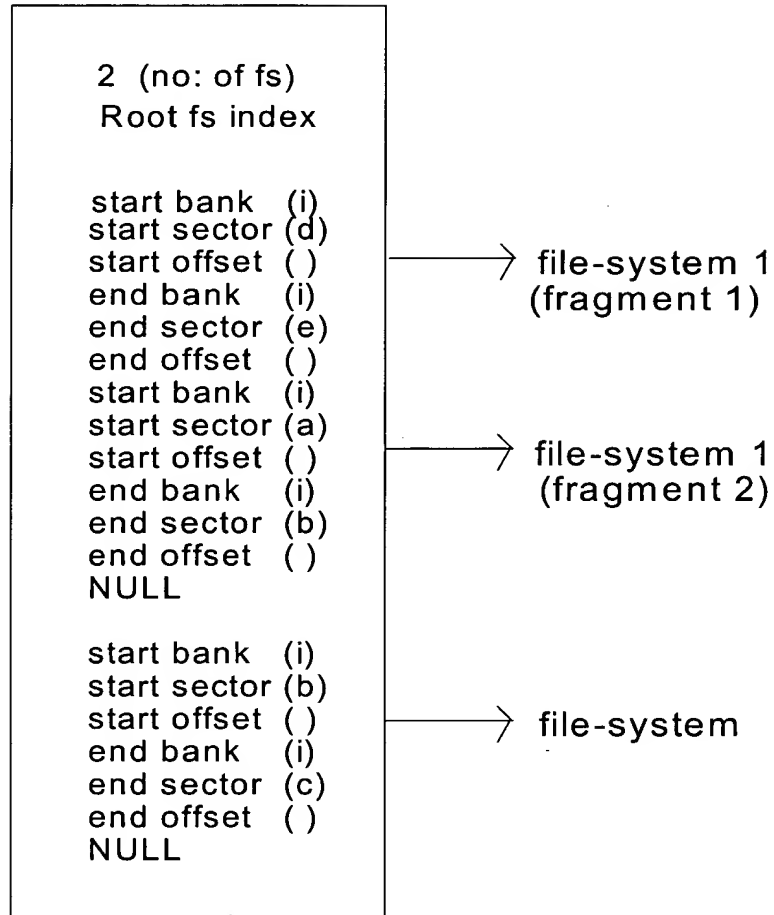 2 (no: of fs)
Root fs index
start bank (i)
start sector (d)
start offset ( )
end bank (i)
end sector (e)
end offset ( )
start bank (i)
start sector (a)
start offset ( )
end bank (i)
end sector (b)
end offset ( )
NULL
start bank (i)
start sector (b)
start offset ( )
end bank (i)
end sector (c)
end offset ( )
NULL
file-system 1
(fragment 1)
file-system 1
(fragment 2)
file-system